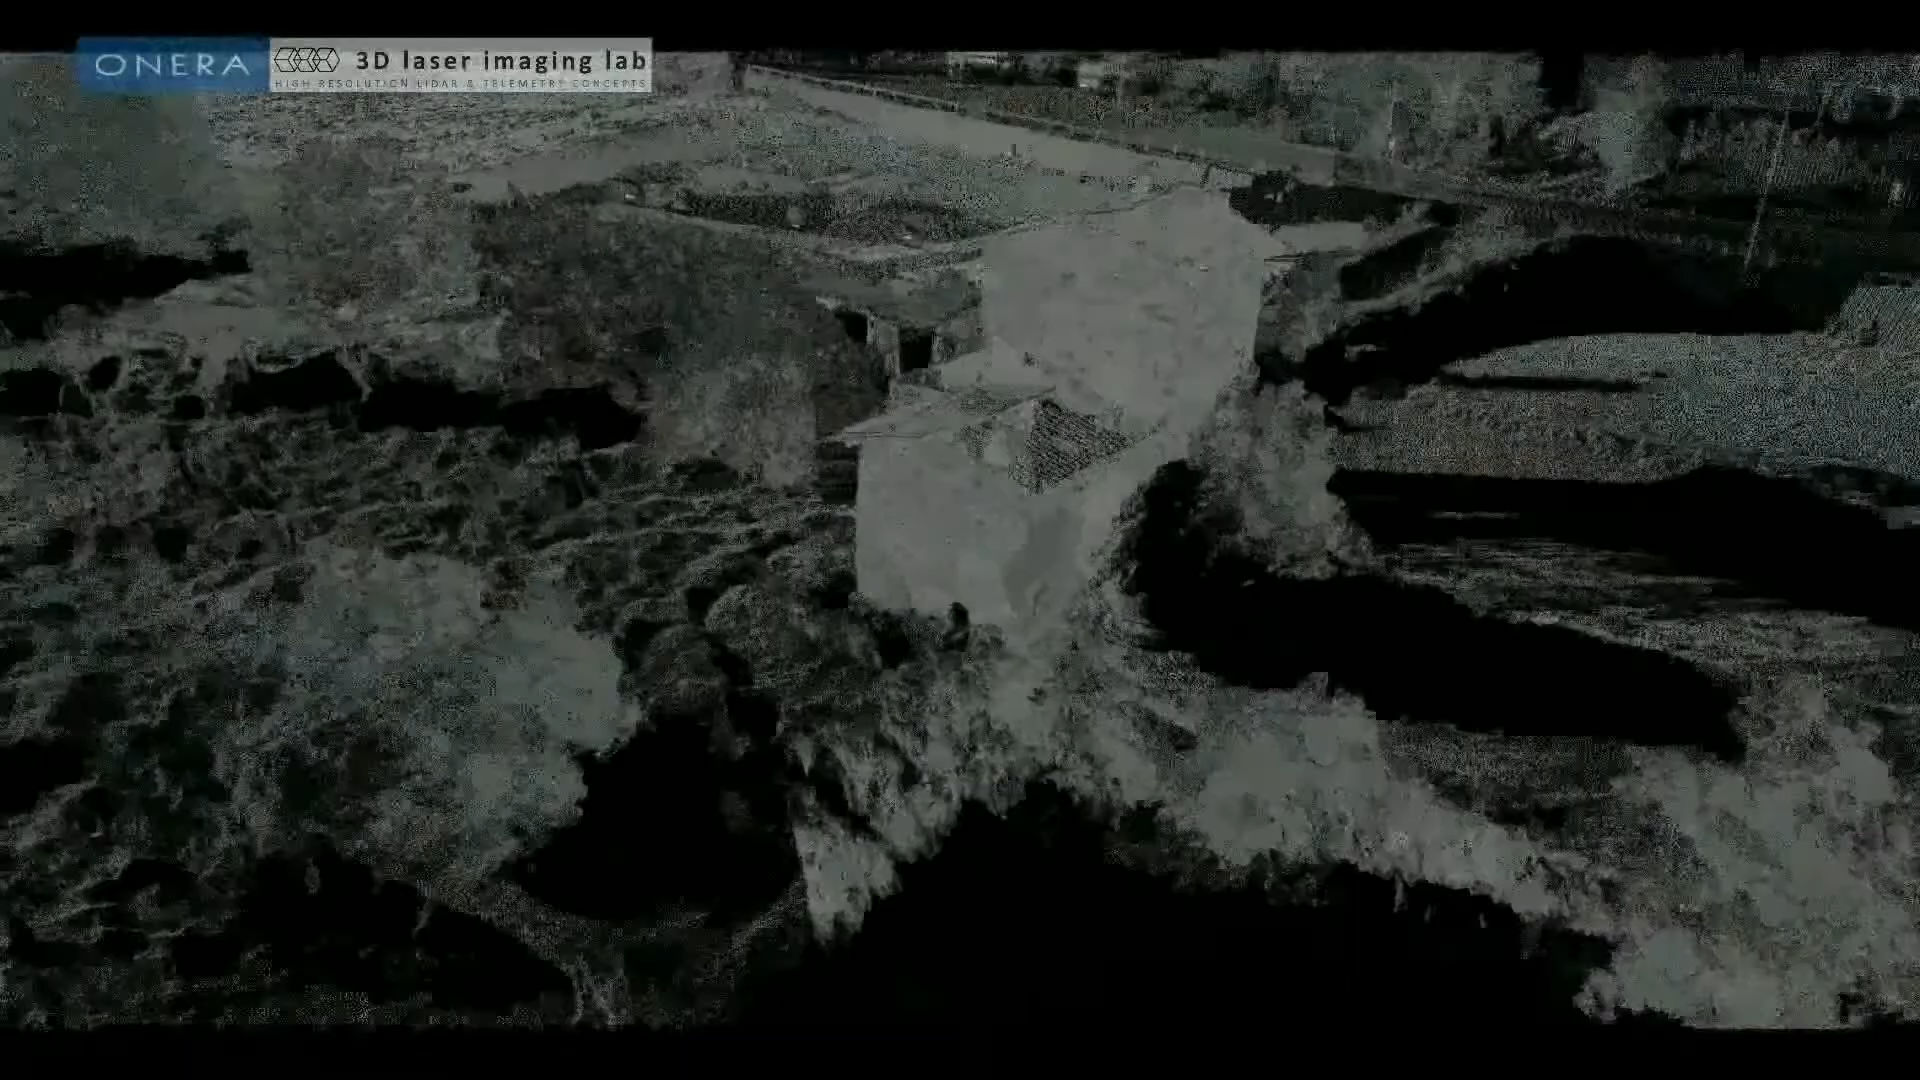 ONERA
3D laser imaging lab
HIGH RESOLUTION LIDAR & TELEMETRY CONCEPTS